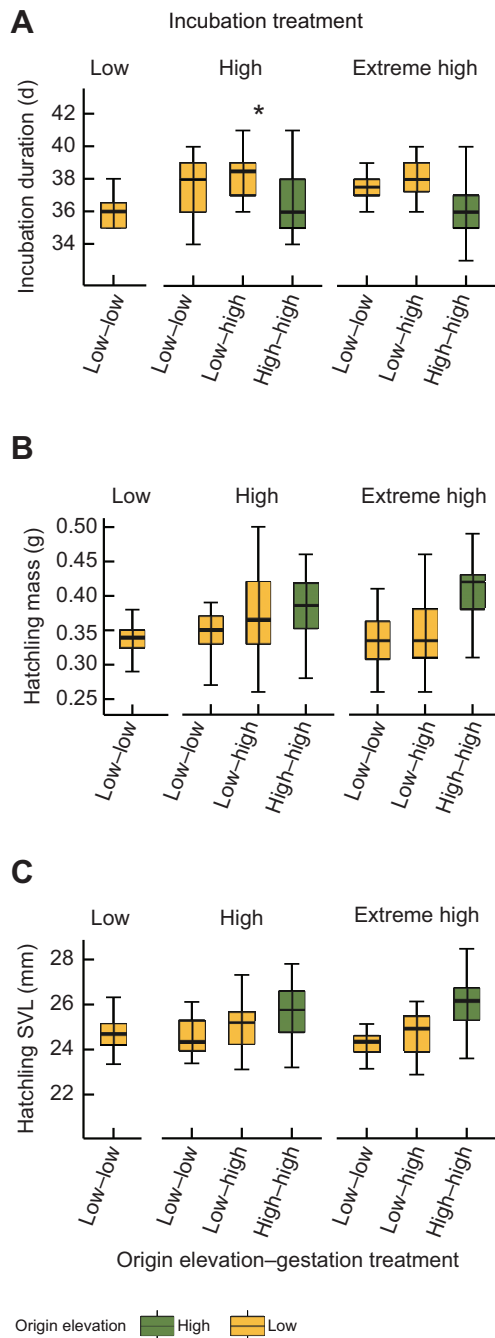 A
Incubation treatment
Low High Extreme high
Incubation duration (d)
42
40
38
36
34
*
Low–low
Low–low
Low–high
High–high
Low–low
Low–high
High–high
B
Low High Extreme high
Hatchling mass (g)
0.50
0.45
0.40
0.35
0.30
0.25
Low–low
Low–low
Low–high
High–high
Low–low
Low–high
High–high
C
Low High Extreme high
Hatchling SVL (mm)
28
26
24
22
Low–low
Low–low
Low–high
High–high
Low–low
Low–high
High–high
Origin elevation–gestation treatment
Origin elevation High Low